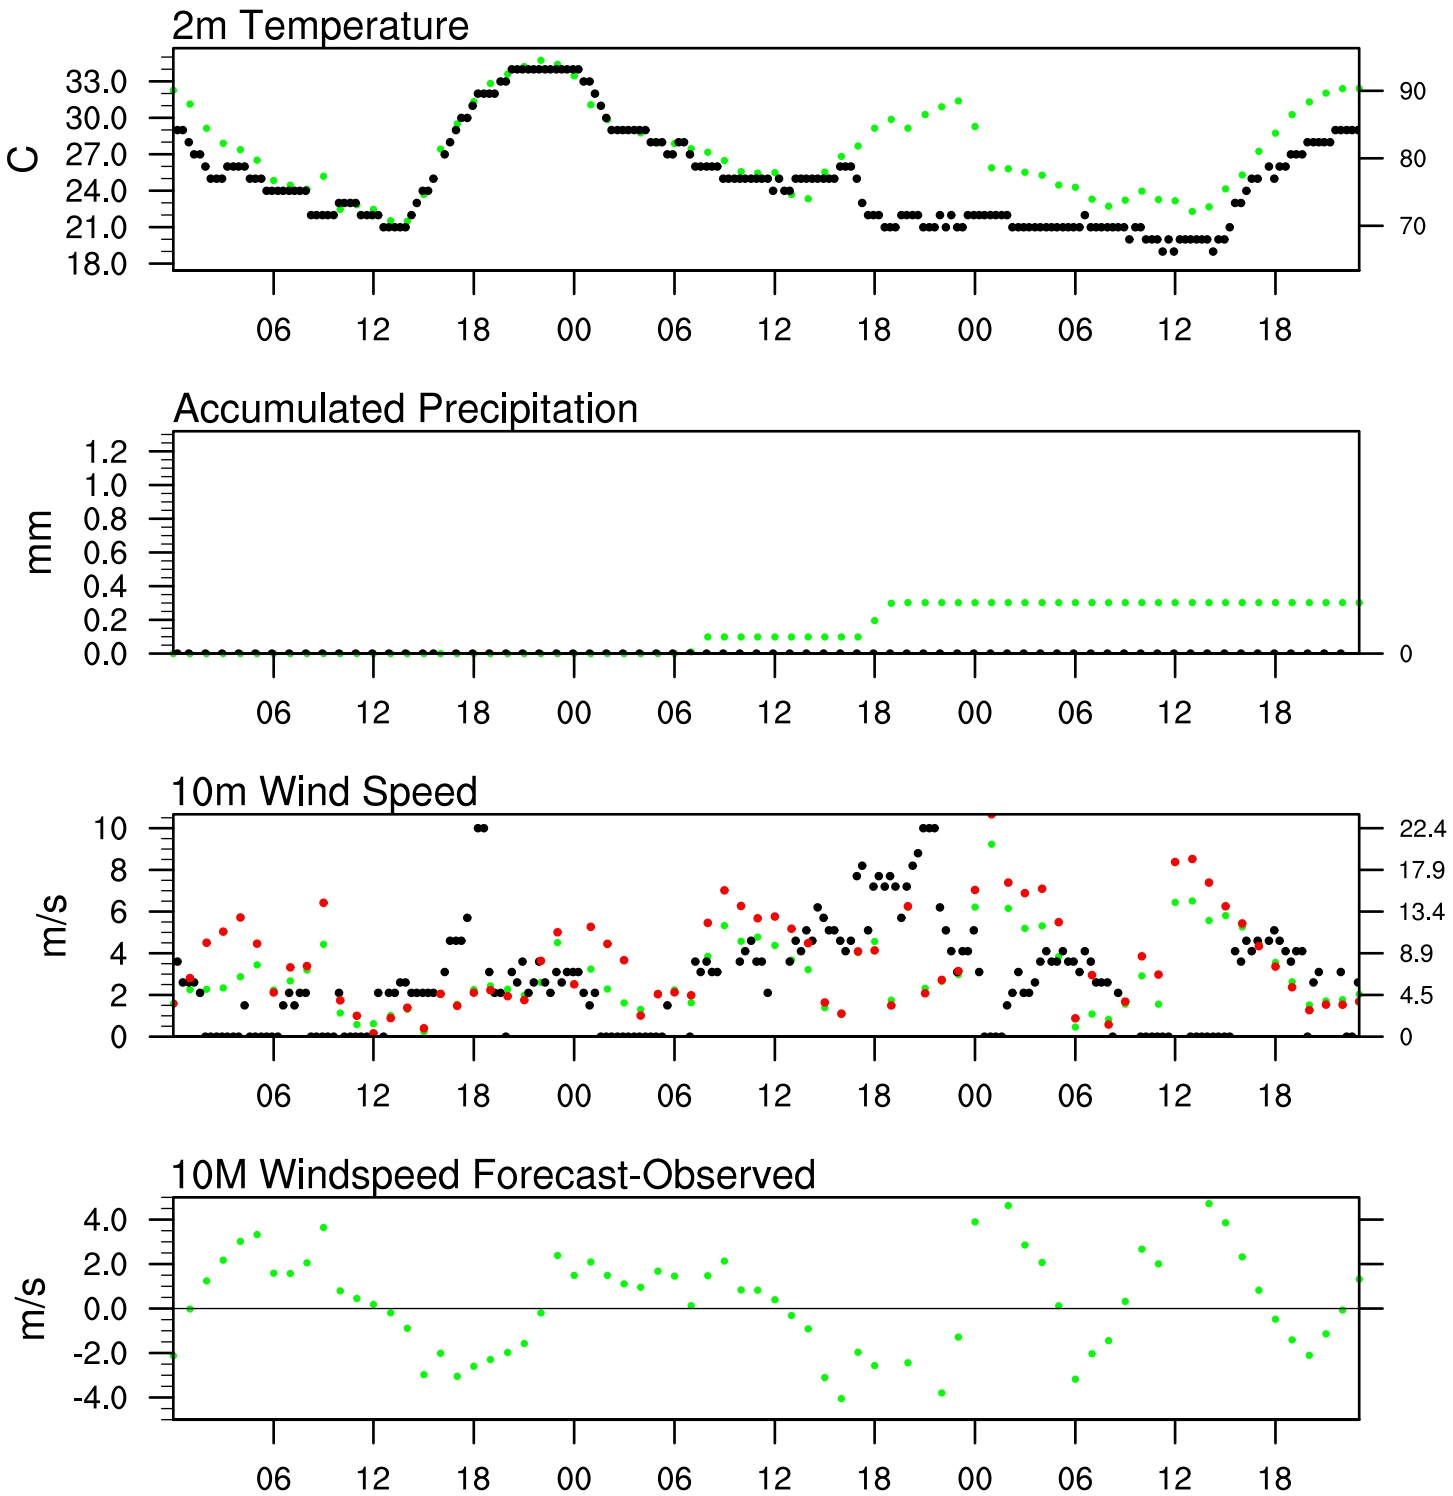 2m Temperature
33.0
30.0
27.0
24.0
21.0
18.0
C
90
80
70
06 12 18 00 06 12 18 00 06 12 18
Accumulated Precipitation
1.2
1.0
0.8
0.6
0.4
0.2
0.0
mm
0
06 12 18 00 06 12 18 00 06 12 18
10m Wind Speed
10
8
6
4
2
0
m/s
22.4
17.9
13.4
8.9
4.5
0
06 12 18 00 06 12 18 00 06 12 18
10M Windspeed Forecast-Observed
4.0
2.0
0.0
-2.0
-4.0
m/s
06 12 18 00 06 12 18 00 06 12 18